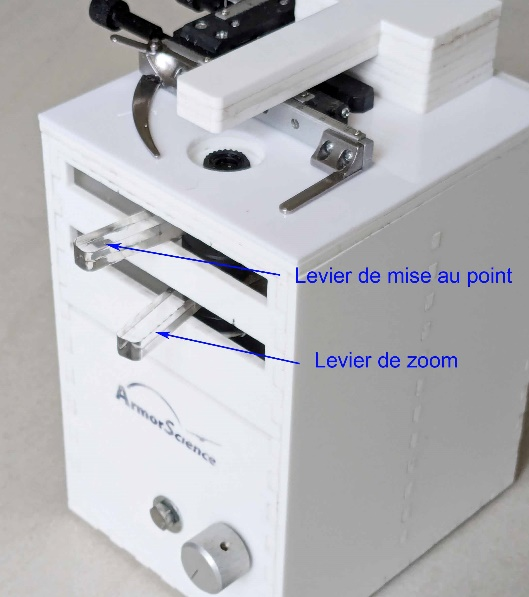 Levier de mise au point
Levier de zoom
ArmorScience